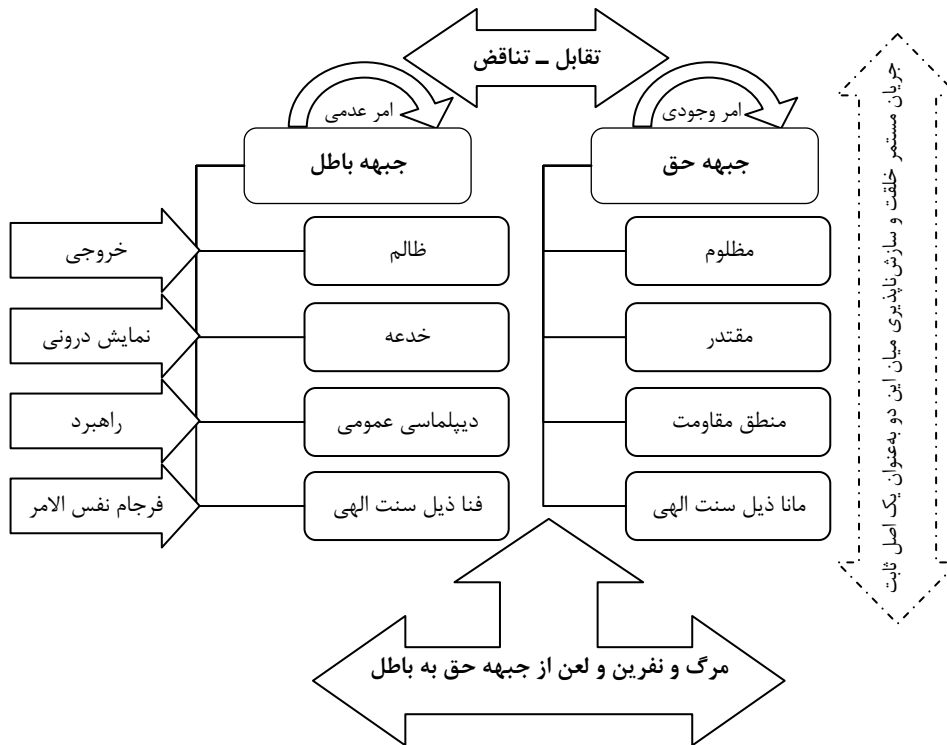 تقابل ـ تناقض
امر وجودی
امر عدمی
جبهه حق
جبهه باطل
مظلوم
ظالم
خروجی
مقتدر
خدعه
نمایش درونی
منطق مقاومت
دیپلماسی عمومی
راهبرد
مانا ذیل سنت الهی
فنا ذیل سنت الهی
فرجام نفس الامر
مرگ و نفرین و لعن از جبهه حق به باطل
جریان مستمر خلقت و سازش‌ناپذیری میان این دو به‌عنوان یک اصل ثابت